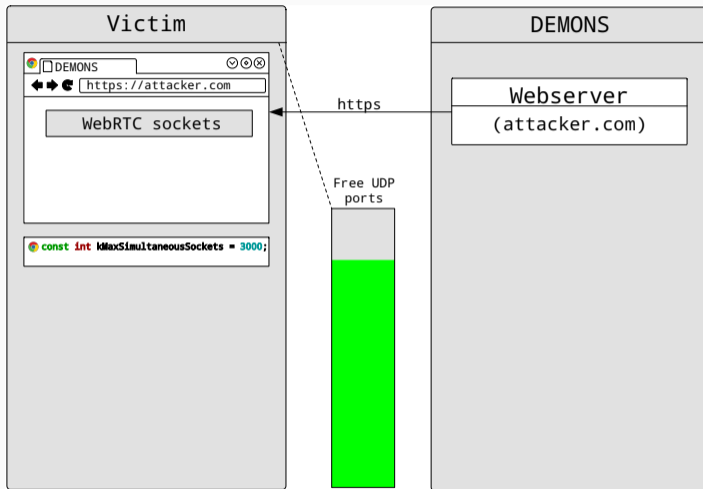 Victim
DEMONS
DEMONS
https://attacker.com
WebRTC sockets
const int kMaxSimultaneousSockets = 3000;
https
Free UDP
ports
Webserver
(attacker.com)